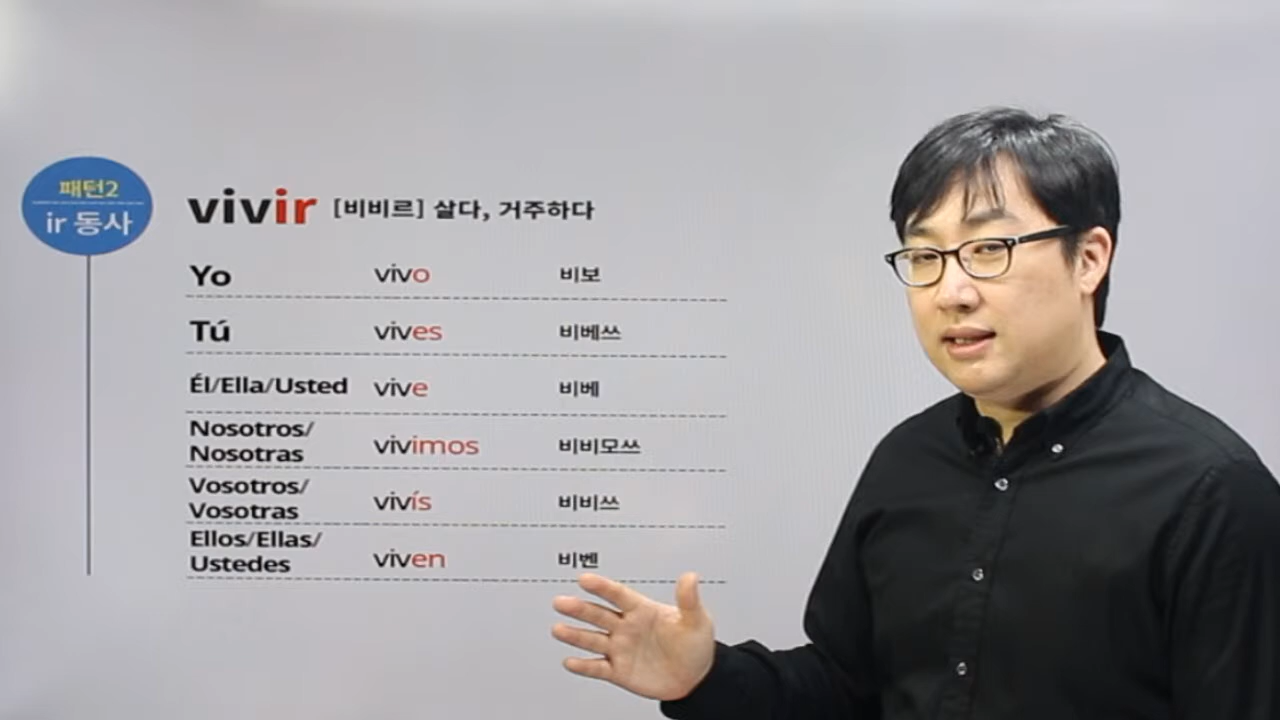 패턴2
ir 동사
vivir [비비르] 살다, 거주하다
Yo vivo 비보
Tú vives 비베쓰
Él/Ella/Usted vive 비베
Nosotros/
Nosotras vivimos 비비모쓰
Vosotros/
Vosotras vivís 비비쓰
Ellos/Ellas/
Ustedes viven 비벤